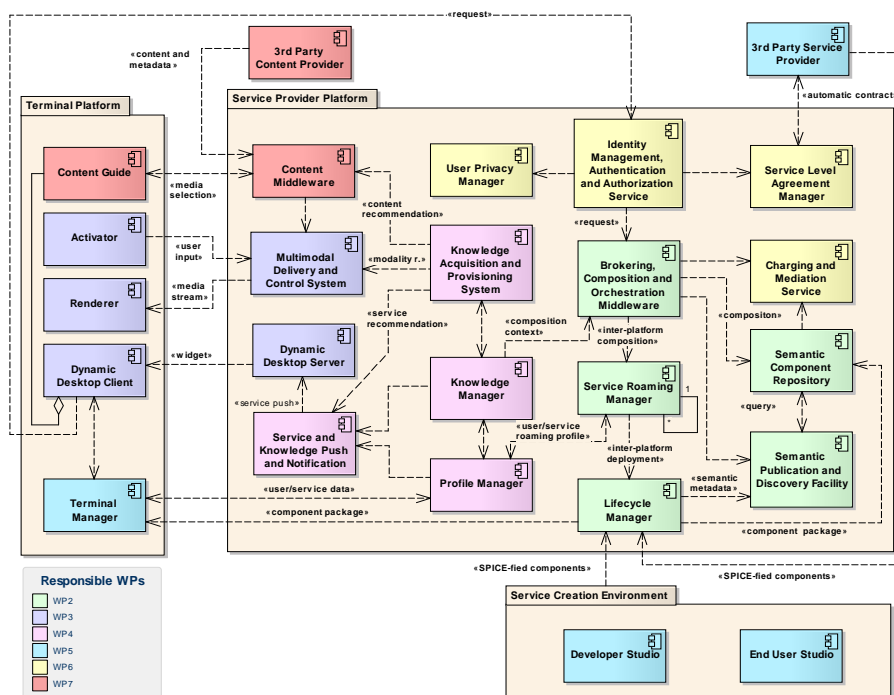 «request»
3rd Party
Content Provider
3rd Party Service
Provider
«content and
metadata»
Terminal Platform
Service Provider Platform
«automatic contract
Content Guide
«media
selection»
Content
Middleware
User Privacy
Manager
Identity
Management,
Authentication
and Authorization
Service
Service Level
Agreement
Manager
«content
recommendation»
«request»
Activator
«user
input»
Multimodal
Delivery and
Control System
«modality r.»
Knowledge
Acquisition and
Provisioning
System
Brokering,
Composition and
Orchestration
Middleware
Charging and
Mediation
Service
Renderer
«media
stream»
«service
recommendation»
«composition
context»
«inter-platform
composition»
«compositon»
Dynamic
Desktop Client
«widget»
Dynamic
Desktop Server
Knowledge
Manager
Service Roaming
Manager
1
*
Semantic
Component
Repository
«service push»
«query»
Service and
Knowledge Push
and Notification
«user/service
roaming profile»
«inter-platform
deployment»
Semantic
Publication and
Discovery Facility
Profile Manager
«semantic
metadata»
Terminal
Manager
«user/service data»
«component package»
Lifecycle
Manager
«component package»
«SPICE-fied components»
«SPICE-fied components»
Responsible WPs
WP2
WP3
WP4
WP5
WP6
WP7
Service Creation Environment
Developer Studio
End User Studio